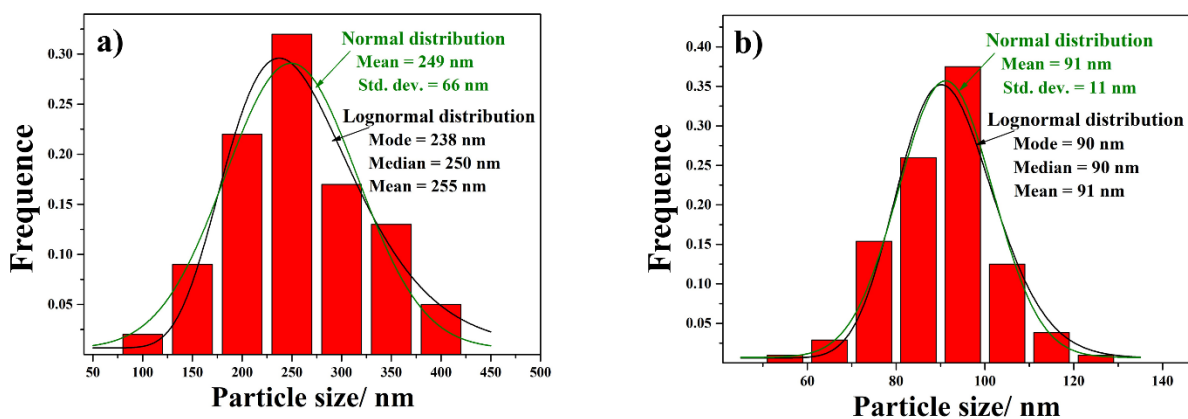 a)
Normal distribution
Mean = 249 nm
Std. dev. = 66 nm
Lognormal distribution
Mode = 238 nm
Median = 250 nm
Mean = 255 nm
Frequency
0.30
0.25
0.20
0.15
0.10
0.05
50 100 150 200 250 300 350 400 450 500
Particle size/ nm
b)
Normal distribution
Mean = 91 nm
Std. dev. = 11 nm
Lognormal distribution
Mode = 90 nm
Median = 90 nm
Mean = 91 nm
Frequency
0.40
0.35
0.30
0.25
0.20
0.15
0.10
0.05
60 80 100 120 140
Particle size/ nm